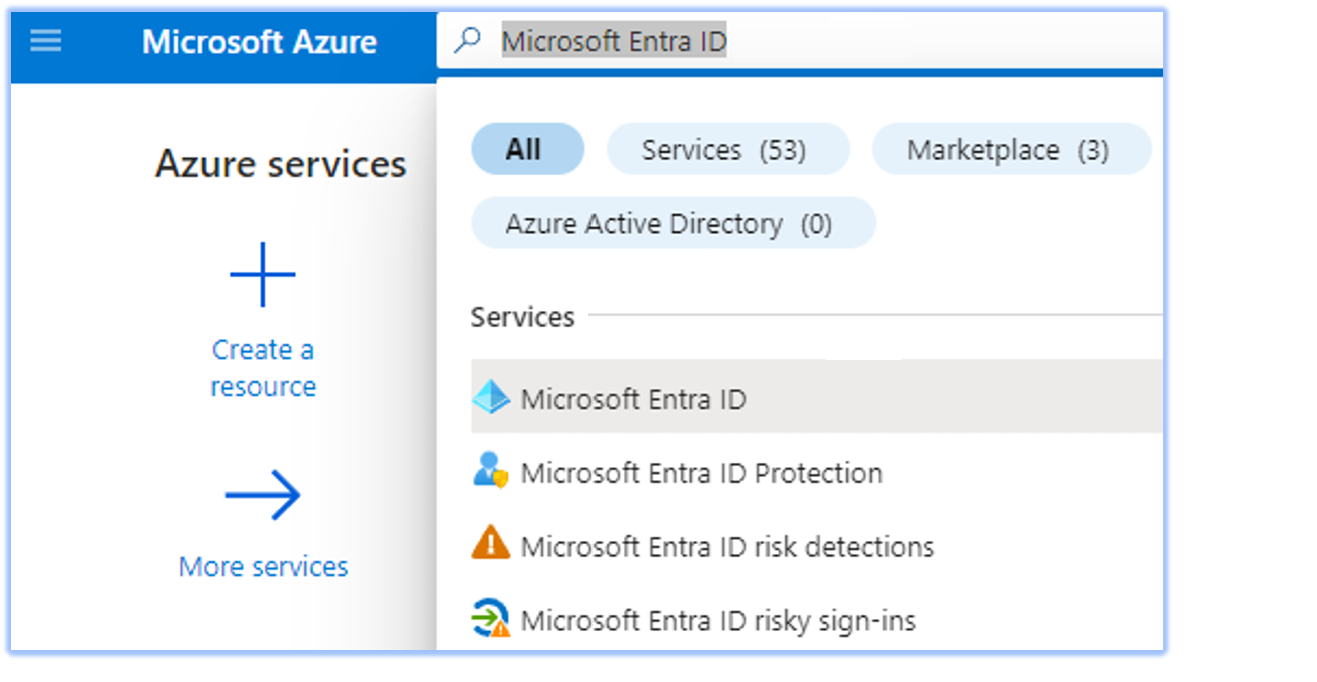 Microsoft Azure
Microsoft Entra ID
All
Services (53)
Marketplace (3)
Azure Active Directory (0)
Azure services
Create a
resource
More services
Services
Microsoft Entra ID
Microsoft Entra ID Protection
Microsoft Entra ID risk detections
Microsoft Entra ID risky sign-ins